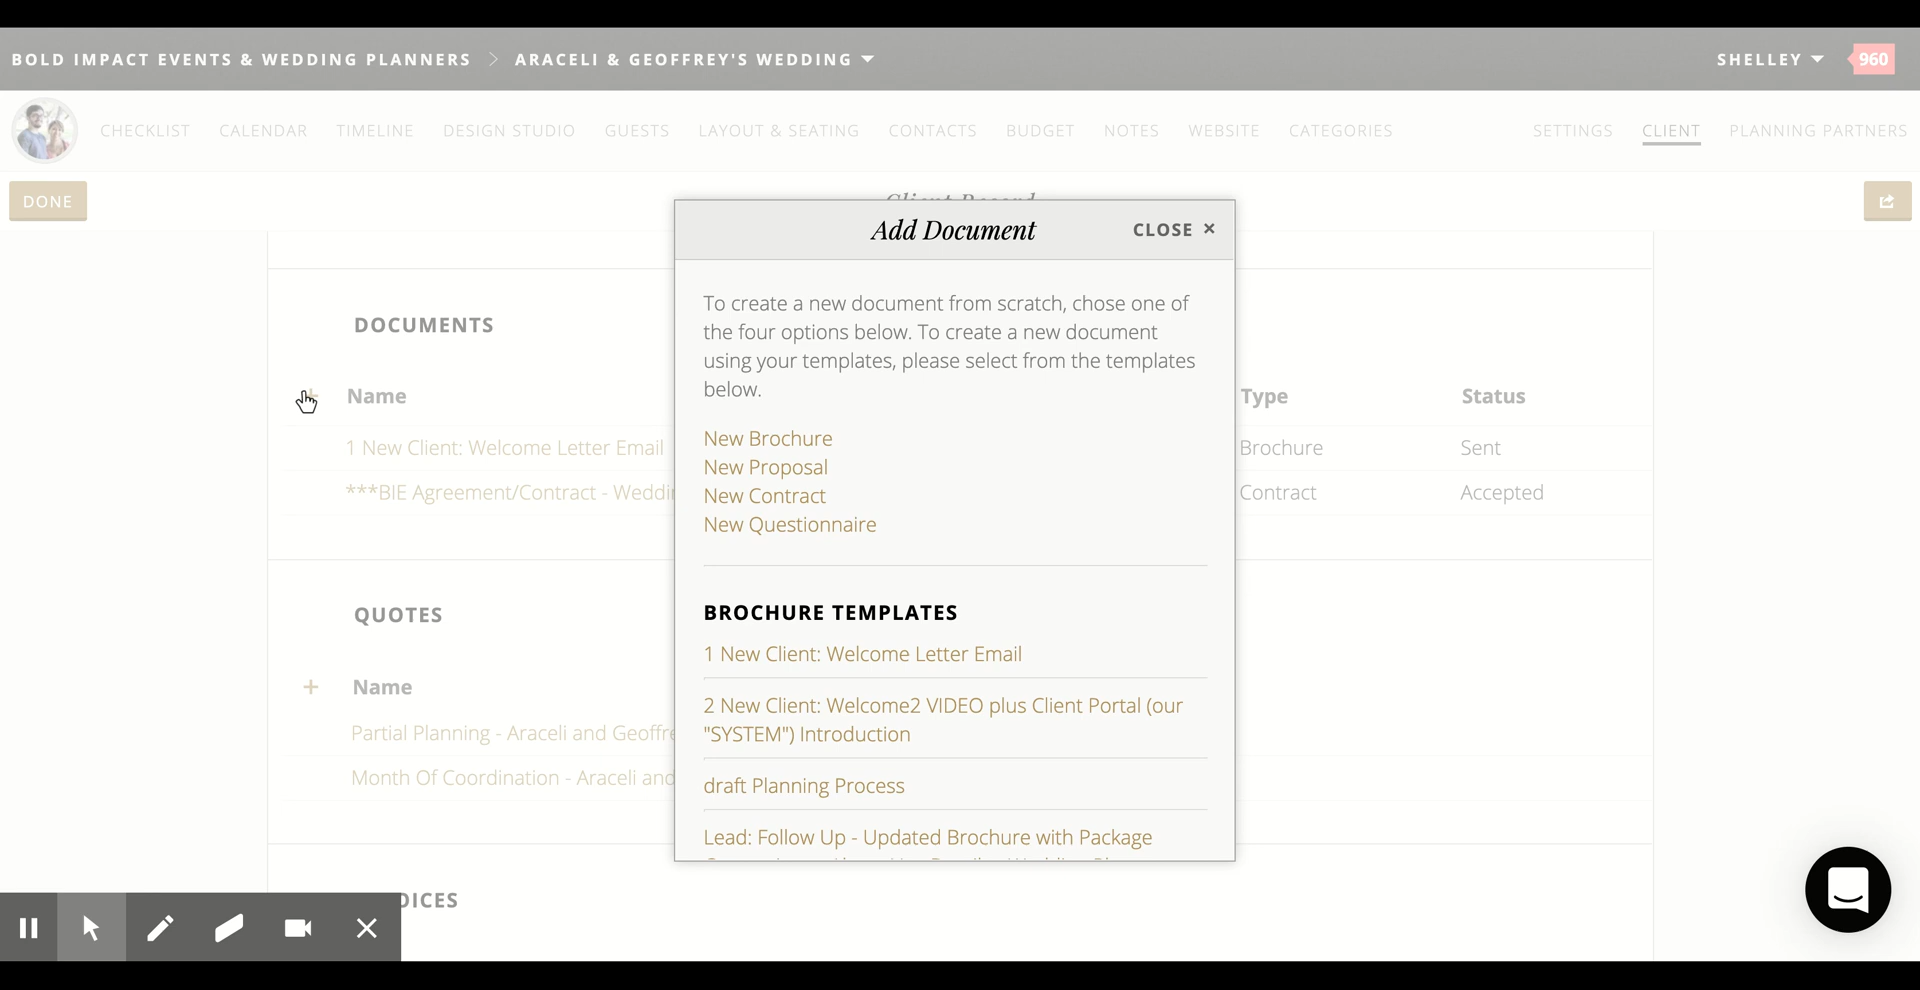 BOLD IMPACT EVENTS & WEDDING PLANNERS > ARACELI & GEOFFREY'S WEDDING
SHELLEY 960
CHECKLIST CALENDAR TIMELINE DESIGN STUDIO GUESTS LAYOUT & SEATING CONTACTS BUDGET NOTES WEBSITE CATEGORIES SETTINGS CLIENT PLANNING PARTNERS
DONE
Client Record
Add Document
CLOSE ×
To create a new document from scratch, chose one of
the four options below. To create a new document
using your templates, please select from the templates
below.
New Brochure
New Proposal
New Contract
New Questionnaire
BROCHURE TEMPLATES
1 New Client: Welcome Letter Email
2 New Client: Welcome2 VIDEO plus Client Portal (our
"SYSTEM") Introduction
draft Planning Process
Lead: Follow Up - Updated Brochure with Package
DOCUMENTS
Name Type Status
1 New Client: Welcome Letter Email Brochure Sent
***BIE Agreement/Contract - Contract Accepted
QUOTES
+ Name
Partial Planning - Araceli and
Month Of Coordination - Araceli and